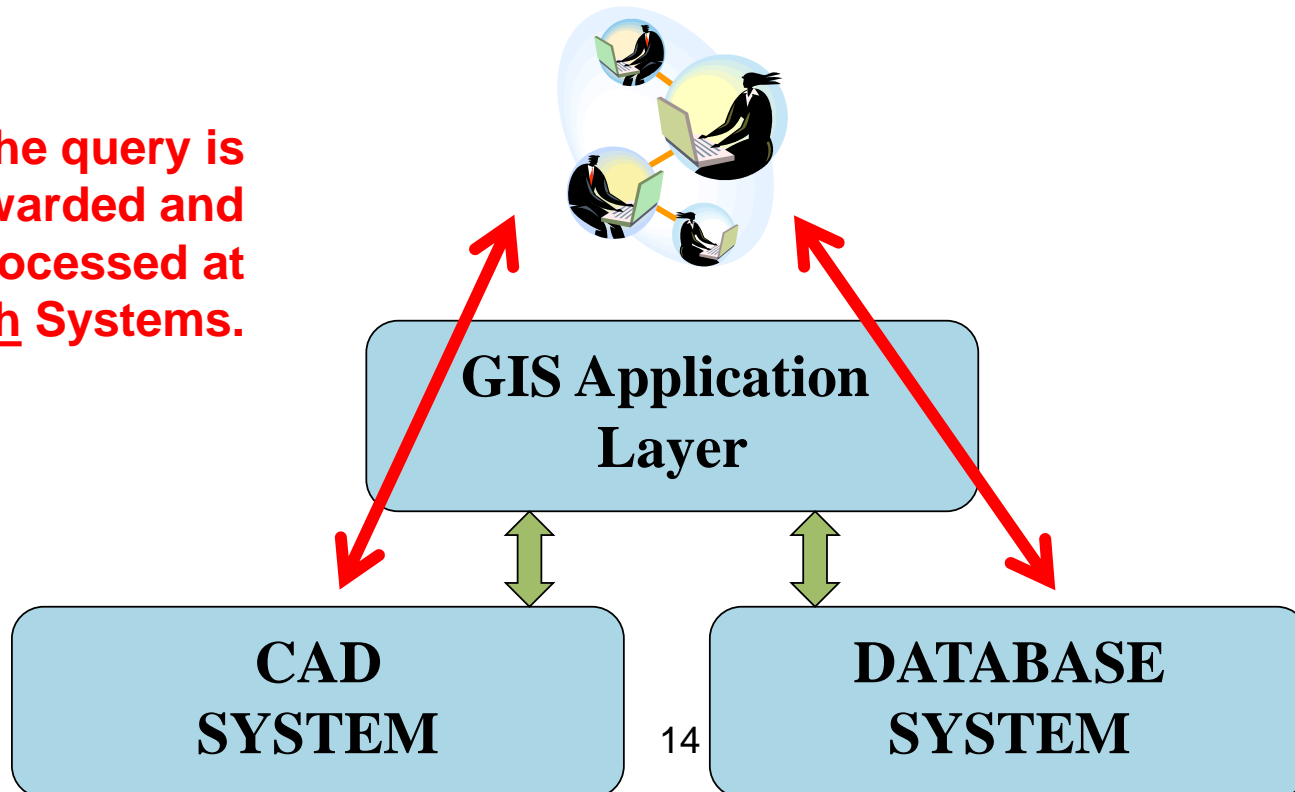 he query is
warded and
ocessed at
h Systems.
GIS Application
Layer
CAD
SYSTEM
14
DATABASE
SYSTEM